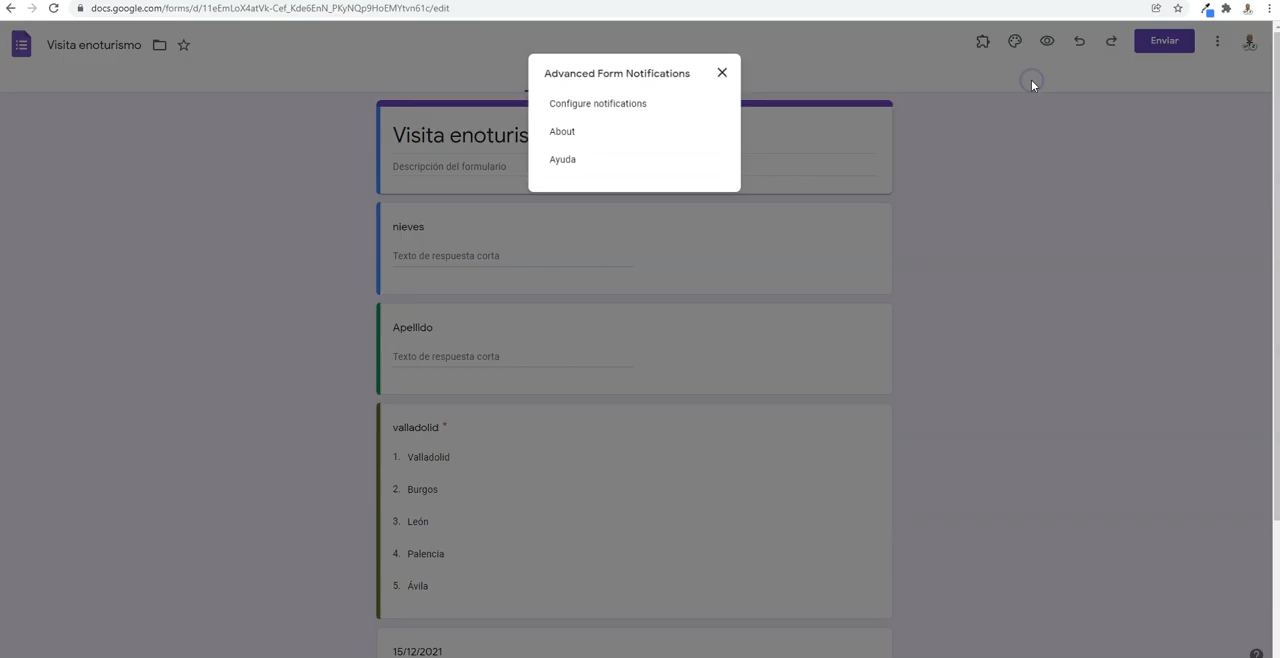 docs.google.com/forms/d/11eEmLoX4atVk-Cef_Kde6EnN_PKyNQp9HoEMYtvn61c/edit
Visita enoturismo
Enviar
Advanced Form Notifications
Configure notifications
About
Ayuda
Visita enoturis
Descripción del formulario
nieves
Texto de respuesta corta
Apellido
Texto de respuesta corta
valladolid *
1. Valladolid
2. Burgos
3. León
4. Palencia
5. Ávila
15/12/2021